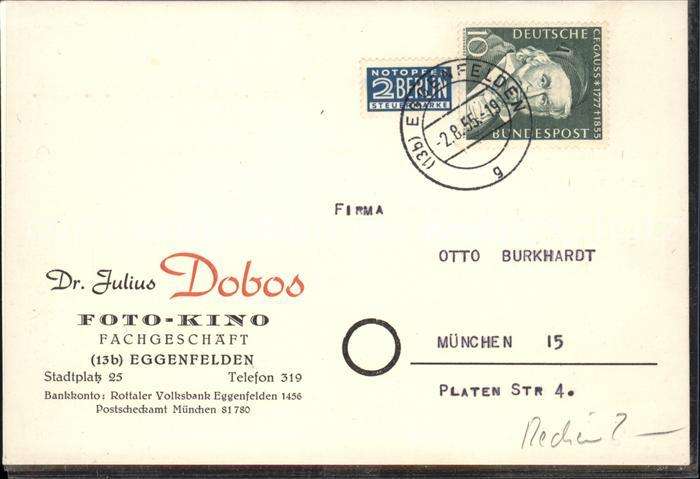 NOTOPFER
2 BERLIN
STEUERMARKE
10
DEUTSCHE
BUNDESPOST
C.F.GAUSS * 1777 † 1855
(13b) EGGENFELDEN
-2.8.55.-19
FIRMA
OTTO BURKHARDT
MÜNCHEN 15
PLATEN STR 4.
Dr. Julius Dobos
FOTO-KINO
FACHGESCHÄFT
(13b) EGGENFELDEN
Stadtplatz 25 Telefon 319
Bankkonto: Rottaler Volksbank Eggenfelden 1456
Postscheckamt München 81780